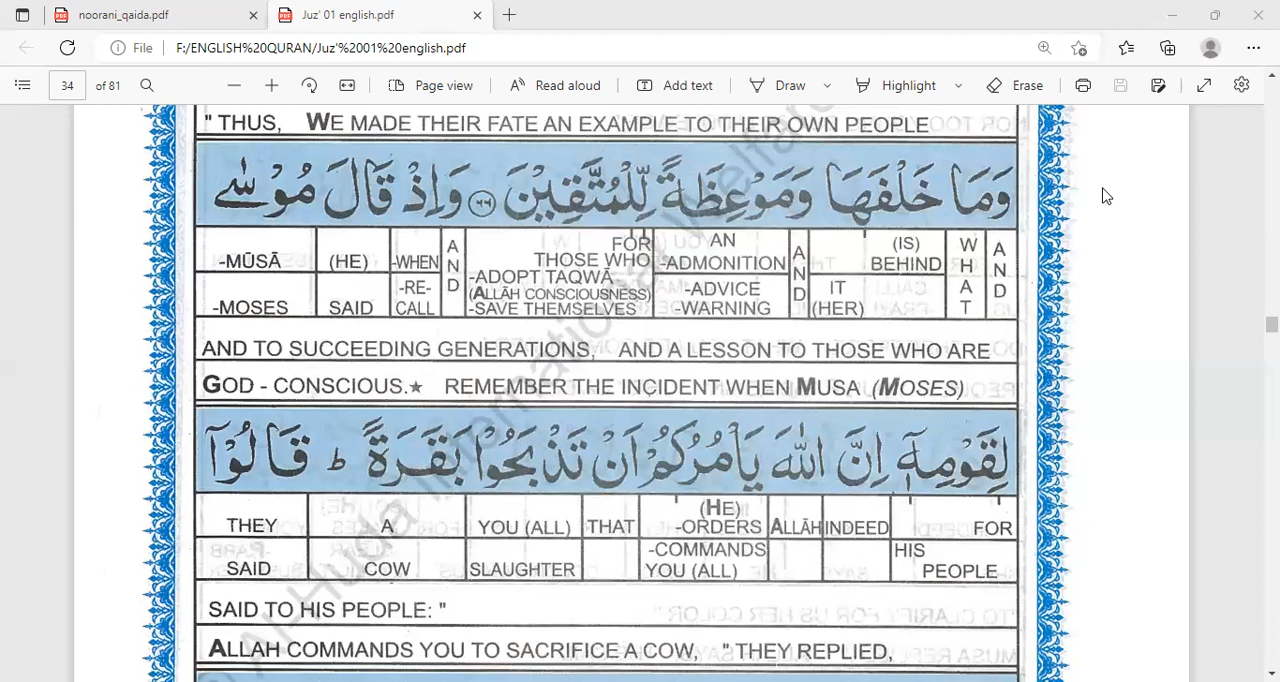 noorani_qaida.pdf
Juz' 01 english.pdf
File F:/ENGLISH%20QURAN/Juz'%2001%20english.pdf
34 of 81 Page view Read aloud Add text Draw Highlight Erase
" THUS, WE MADE THEIR FATE AN EXAMPLE TO THEIR OWN PEOPLE
وَمَا خَلْفَهَا وَمَوْعِظَةً لِّلْمُتَّقِيْنَ ٦٦ وَاِذْ قَالَ مُوْسٰى
-MŪSĀ (HE) -WHEN AND FOR THOSE WHO AN -ADMONITION AND (IS) BEHIND WHAT AND
-MOSES SAID -RE-CALL -ADOPT TAQWĀ (ALLĀH CONSCIOUSNESS) -SAVE THEMSELVES -ADVICE -WARNING IT (HER)
AND TO SUCCEEDING GENERATIONS, AND A LESSON TO THOSE WHO ARE
GOD - CONSCIOUS.★ REMEMBER THE INCIDENT WHEN MUSA (MOSES)
لِقَوْمِهٖۤ اِنَّ اللّٰهَ يَاْمُرُكُمْ اَنْ تَذْبَحُوْا بَقَرَةً ؕ قَالُوْۤا
THEY A YOU (ALL) THAT (HE) -ORDERS ALLĀH INDEED FOR
SAID COW SLAUGHTER -COMMANDS YOU (ALL) HIS PEOPLE
SAID TO HIS PEOPLE: "
ALLAH COMMANDS YOU TO SACRIFICE A COW, " THEY REPLIED,
© Al-Huda International Welfare